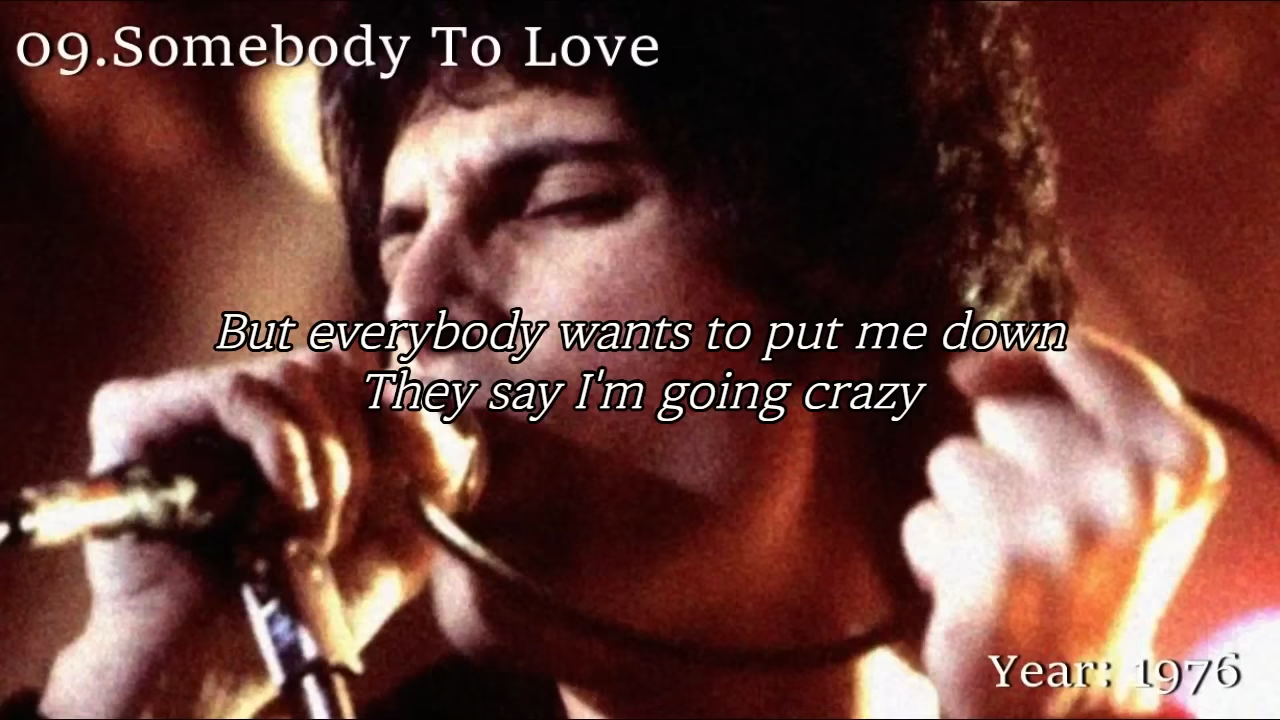 09.Somebody To Love
But everybody wants to put me down
They say I'm going crazy
Year: 1976